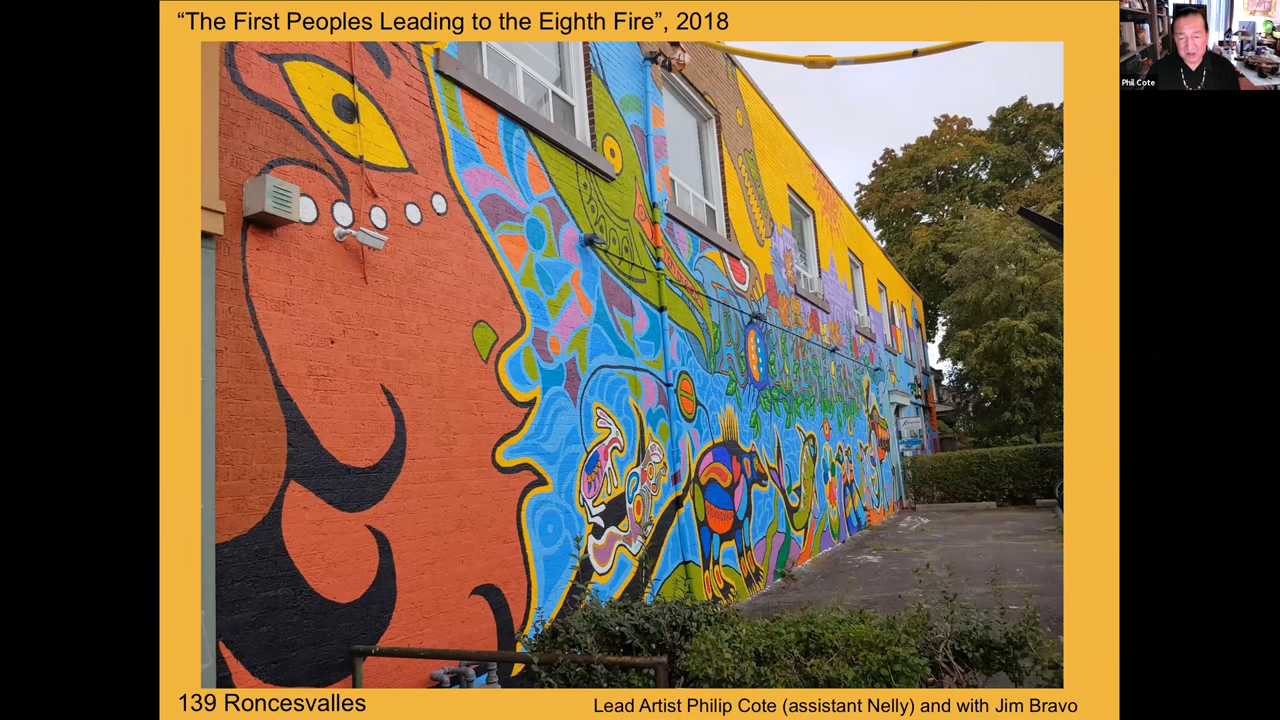 “The First Peoples Leading to the Eighth Fire”, 2018
Phil Cote
139 Roncesvalles
Lead Artist Philip Cote (assistant Nelly) and with Jim Bravo